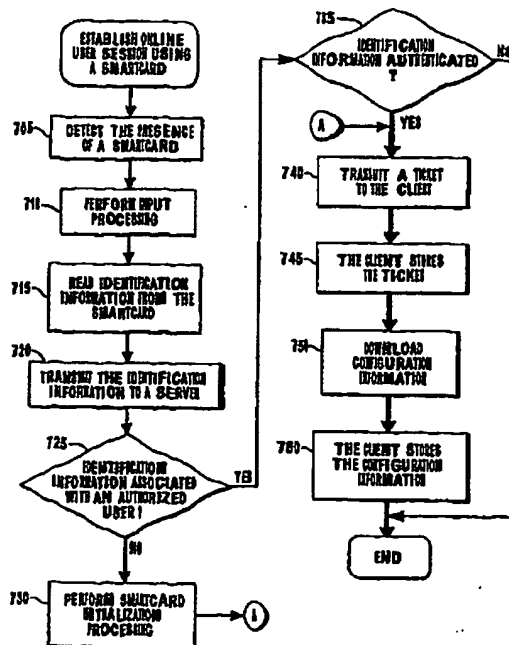 ESTABLISH ONLINE
USER SESSION USING
A SMARTCARD
705
DETECT THE PRESENCE
OF A SMARTCARD
710
PERFORM INPUT
PROCESSING
715
READ IDENTIFICATION
INFORMATION FROM THE
SMARTCARD
720
TRANSMIT THE IDENTIFICATION
INFORMATION TO A SERVER
725
IDENTIFICATION
INFORMATION ASSOCIATED
WITH AN AUTHORIZED
USER?
YES
NO
730
PERFORM SMARTCARD
INITIALIZATION
PROCESSING
A
735
IDENTIFICATION
INFORMATION AUTHENTICATED
?
NO
A
YES
740
TRANSMIT A TICKET
TO THE CLIENT
745
THE CLIENT STORES
THE TICKET
DOWNLOAD
CONFIGURATION
INFORMATION
760
THE CLIENT STORES
THE CONFIGURATION
INFORMATION
END